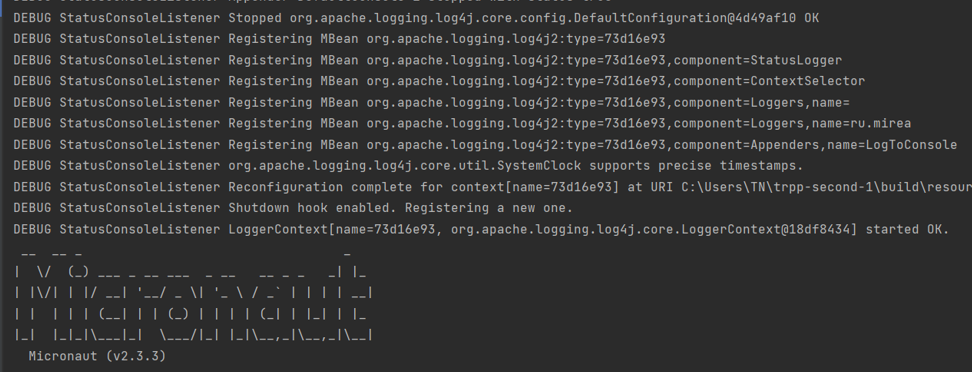 DEBUG StatusConsoleListener Stopped org.apache.logging.log4j.core.config.DefaultConfiguration@4d49af10 OK
DEBUG StatusConsoleListener Registering MBean org.apache.logging.log4j2:type=73d16e93
DEBUG StatusConsoleListener Registering MBean org.apache.logging.log4j2:type=73d16e93,component=StatusLogger
DEBUG StatusConsoleListener Registering MBean org.apache.logging.log4j2:type=73d16e93,component=ContextSelector
DEBUG StatusConsoleListener Registering MBean org.apache.logging.log4j2:type=73d16e93,component=Loggers,name=
DEBUG StatusConsoleListener Registering MBean org.apache.logging.log4j2:type=73d16e93,component=Loggers,name=ru.mirea
DEBUG StatusConsoleListener Registering MBean org.apache.logging.log4j2:type=73d16e93,component=Appenders,name=LogToConsole
DEBUG StatusConsoleListener org.apache.logging.log4j.core.util.SystemClock supports precise timestamps.
DEBUG StatusConsoleListener Reconfiguration complete for context[name=73d16e93] at URI C:\Users\TN\trpp-second-1\build\resour
DEBUG StatusConsoleListener Shutdown hook enabled. Registering a new one.
DEBUG StatusConsoleListener LoggerContext[name=73d16e93, org.apache.logging.log4j.core.LoggerContext@18df8434] started OK.
 __  __ _                                  _
|  \/  (_) ___ _ __ ___  _ __   __ _ _   _| |_
| |\/| | |/ __| '__/ _ \| '_ \ / _` | | | | __|
| |  | | | (__| | | (_) | | | | (_| | |_| | |_
|_|  |_|_|\___|_|  \___/|_| |_|\__,_|\__,_|\__|
  Micronaut (v2.3.3)